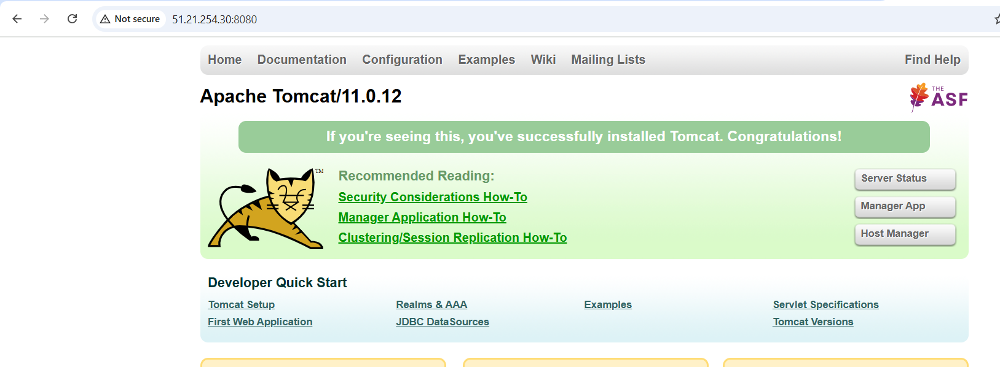 Not secure 51.21.254.30:8080
Home Documentation Configuration Examples Wiki Mailing Lists Find Help
Apache Tomcat/11.0.12
THE
ASF
If you're seeing this, you've successfully installed Tomcat. Congratulations!
TM
Recommended Reading:
Security Considerations How-To
Manager Application How-To
Clustering/Session Replication How-To
Server Status
Manager App
Host Manager
Developer Quick Start
Tomcat Setup Realms & AAA Examples Servlet Specifications
First Web Application JDBC DataSources Tomcat Versions